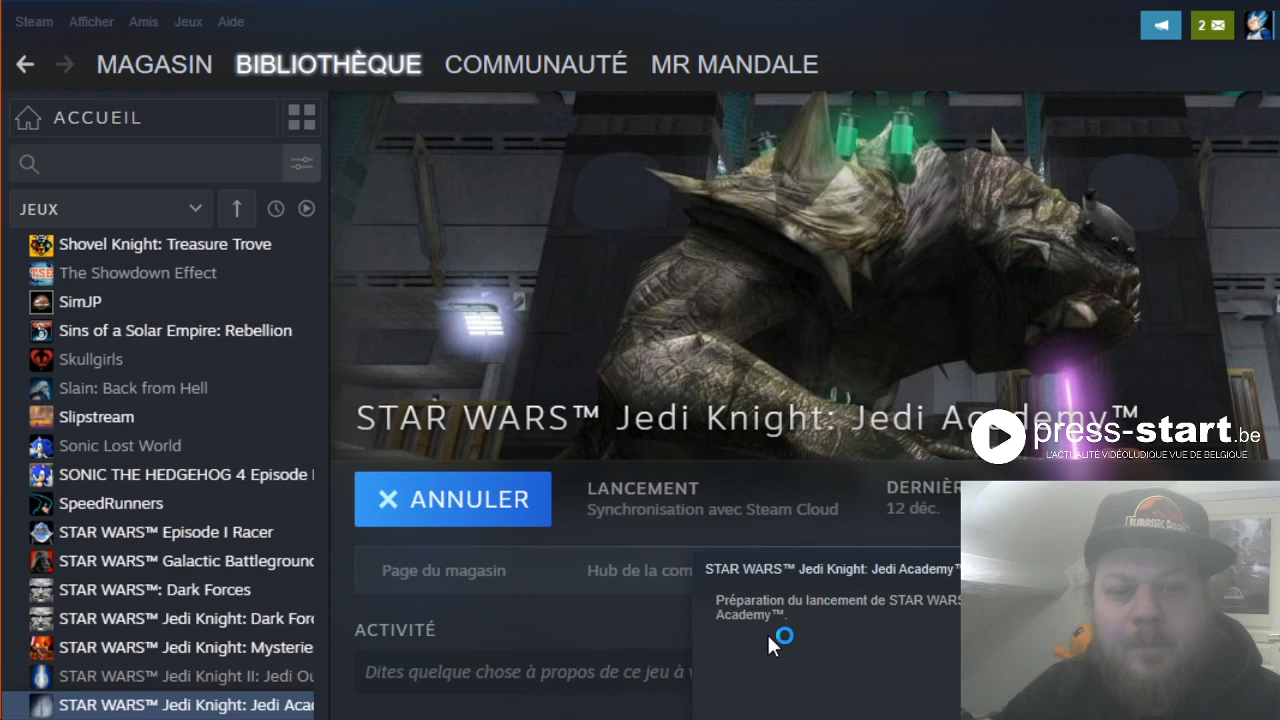 Steam Afficher Amis Jeux Aide
2
MAGASIN BIBLIOTHÈQUE COMMUNAUTÉ MR MANDALE
ACCUEIL
JEUX
Shovel Knight: Treasure Trove
The Showdown Effect
SimJP
Sins of a Solar Empire: Rebellion
Skullgirls
Slain: Back from Hell
Slipstream
Sonic Lost World
SONIC THE HEDGEHOG 4 Episode
SpeedRunners
STAR WARS™ Episode I Racer
STAR WARS™ Galactic Battleground
STAR WARS™: Dark Forces
STAR WARS™ Jedi Knight: Dark For
STAR WARS™ Jedi Knight: Mysterie
STAR WARS™ Jedi Knight II: Jedi Ou
STAR WARS™ Jedi Knight: Jedi Aca
STAR WARS™ Jedi Knight: Jedi Academy™
press-start.be
L'ACTUALITÉ VIDÉOLUDIQUE VUE DE BELGIQUE
ANNULER
LANCEMENT
Synchronisation avec Steam Cloud
DERNIÈR
12 déc.
Page du magasin
Hub de la com
ACTIVITÉ
Dites quelque chose à propos de ce jeu à
STAR WARS™ Jedi Knight: Jedi Academy™
Préparation du lancement de STAR WARS
Academy™.
JURASSIC PARK